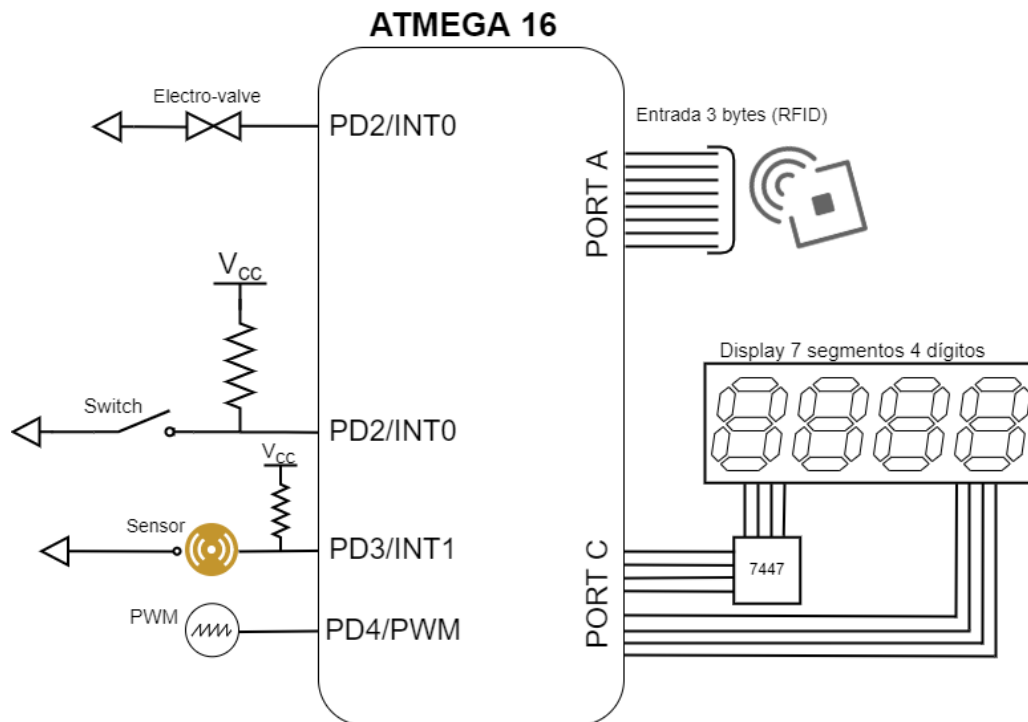 ATMEGA 16
Electro-valve
PD2/INT0
Entrada 3 bytes (RFID)
PORT A
VCC
Display 7 segmentos 4 dígitos
Switch
PD2/INT0
VCC
Sensor
PD3/INT1
PORT C
7447
PWM
PD4/PWM